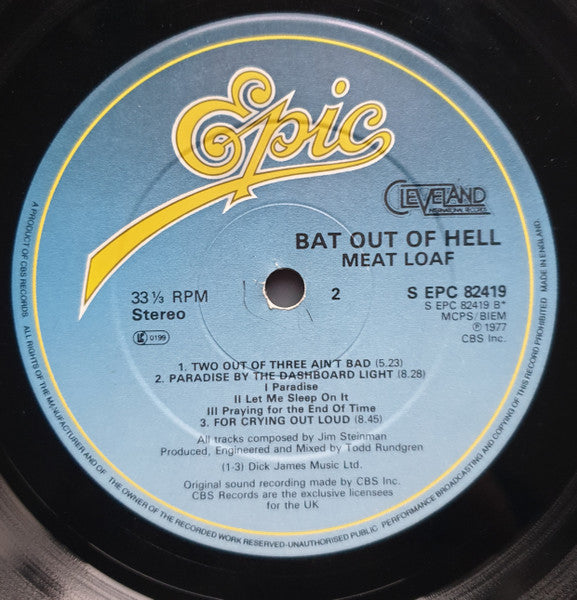 Epic
CLEVELAND
INTERNATIONAL RECORDS
BAT OUT OF HELL
MEAT LOAF
33⅓ RPM
Stereo
LC 0199
2
S EPC 82419
S EPC 82419 B*
MCPS/BIEM
℗ 1977
CBS Inc.
1. TWO OUT OF THREE AIN'T BAD (5.23)
2. PARADISE BY THE DASHBOARD LIGHT (8.28)
I Paradise
II Let Me Sleep On It
III Praying for the End Of Time
3. FOR CRYING OUT LOUD (8.45)
All tracks composed by Jim Steinman
Produced, Engineered and Mixed by Todd Rundgren
(1-3) Dick James Music Ltd.
Original sound recording made by CBS Inc.
CBS Records are the exclusive licensees
for the UK
A PRODUCT OF CBS RECORDS . ALL RIGHTS OF THE MANUFACTURER AND OF THE OWNER OF THE RECORDED WORK RESERVED-UNAUTHORISED PUBLIC PERFORMANCE BROADCASTING AND COPYING OF THIS RECORD PROHIBITED MADE IN ENGLAND.